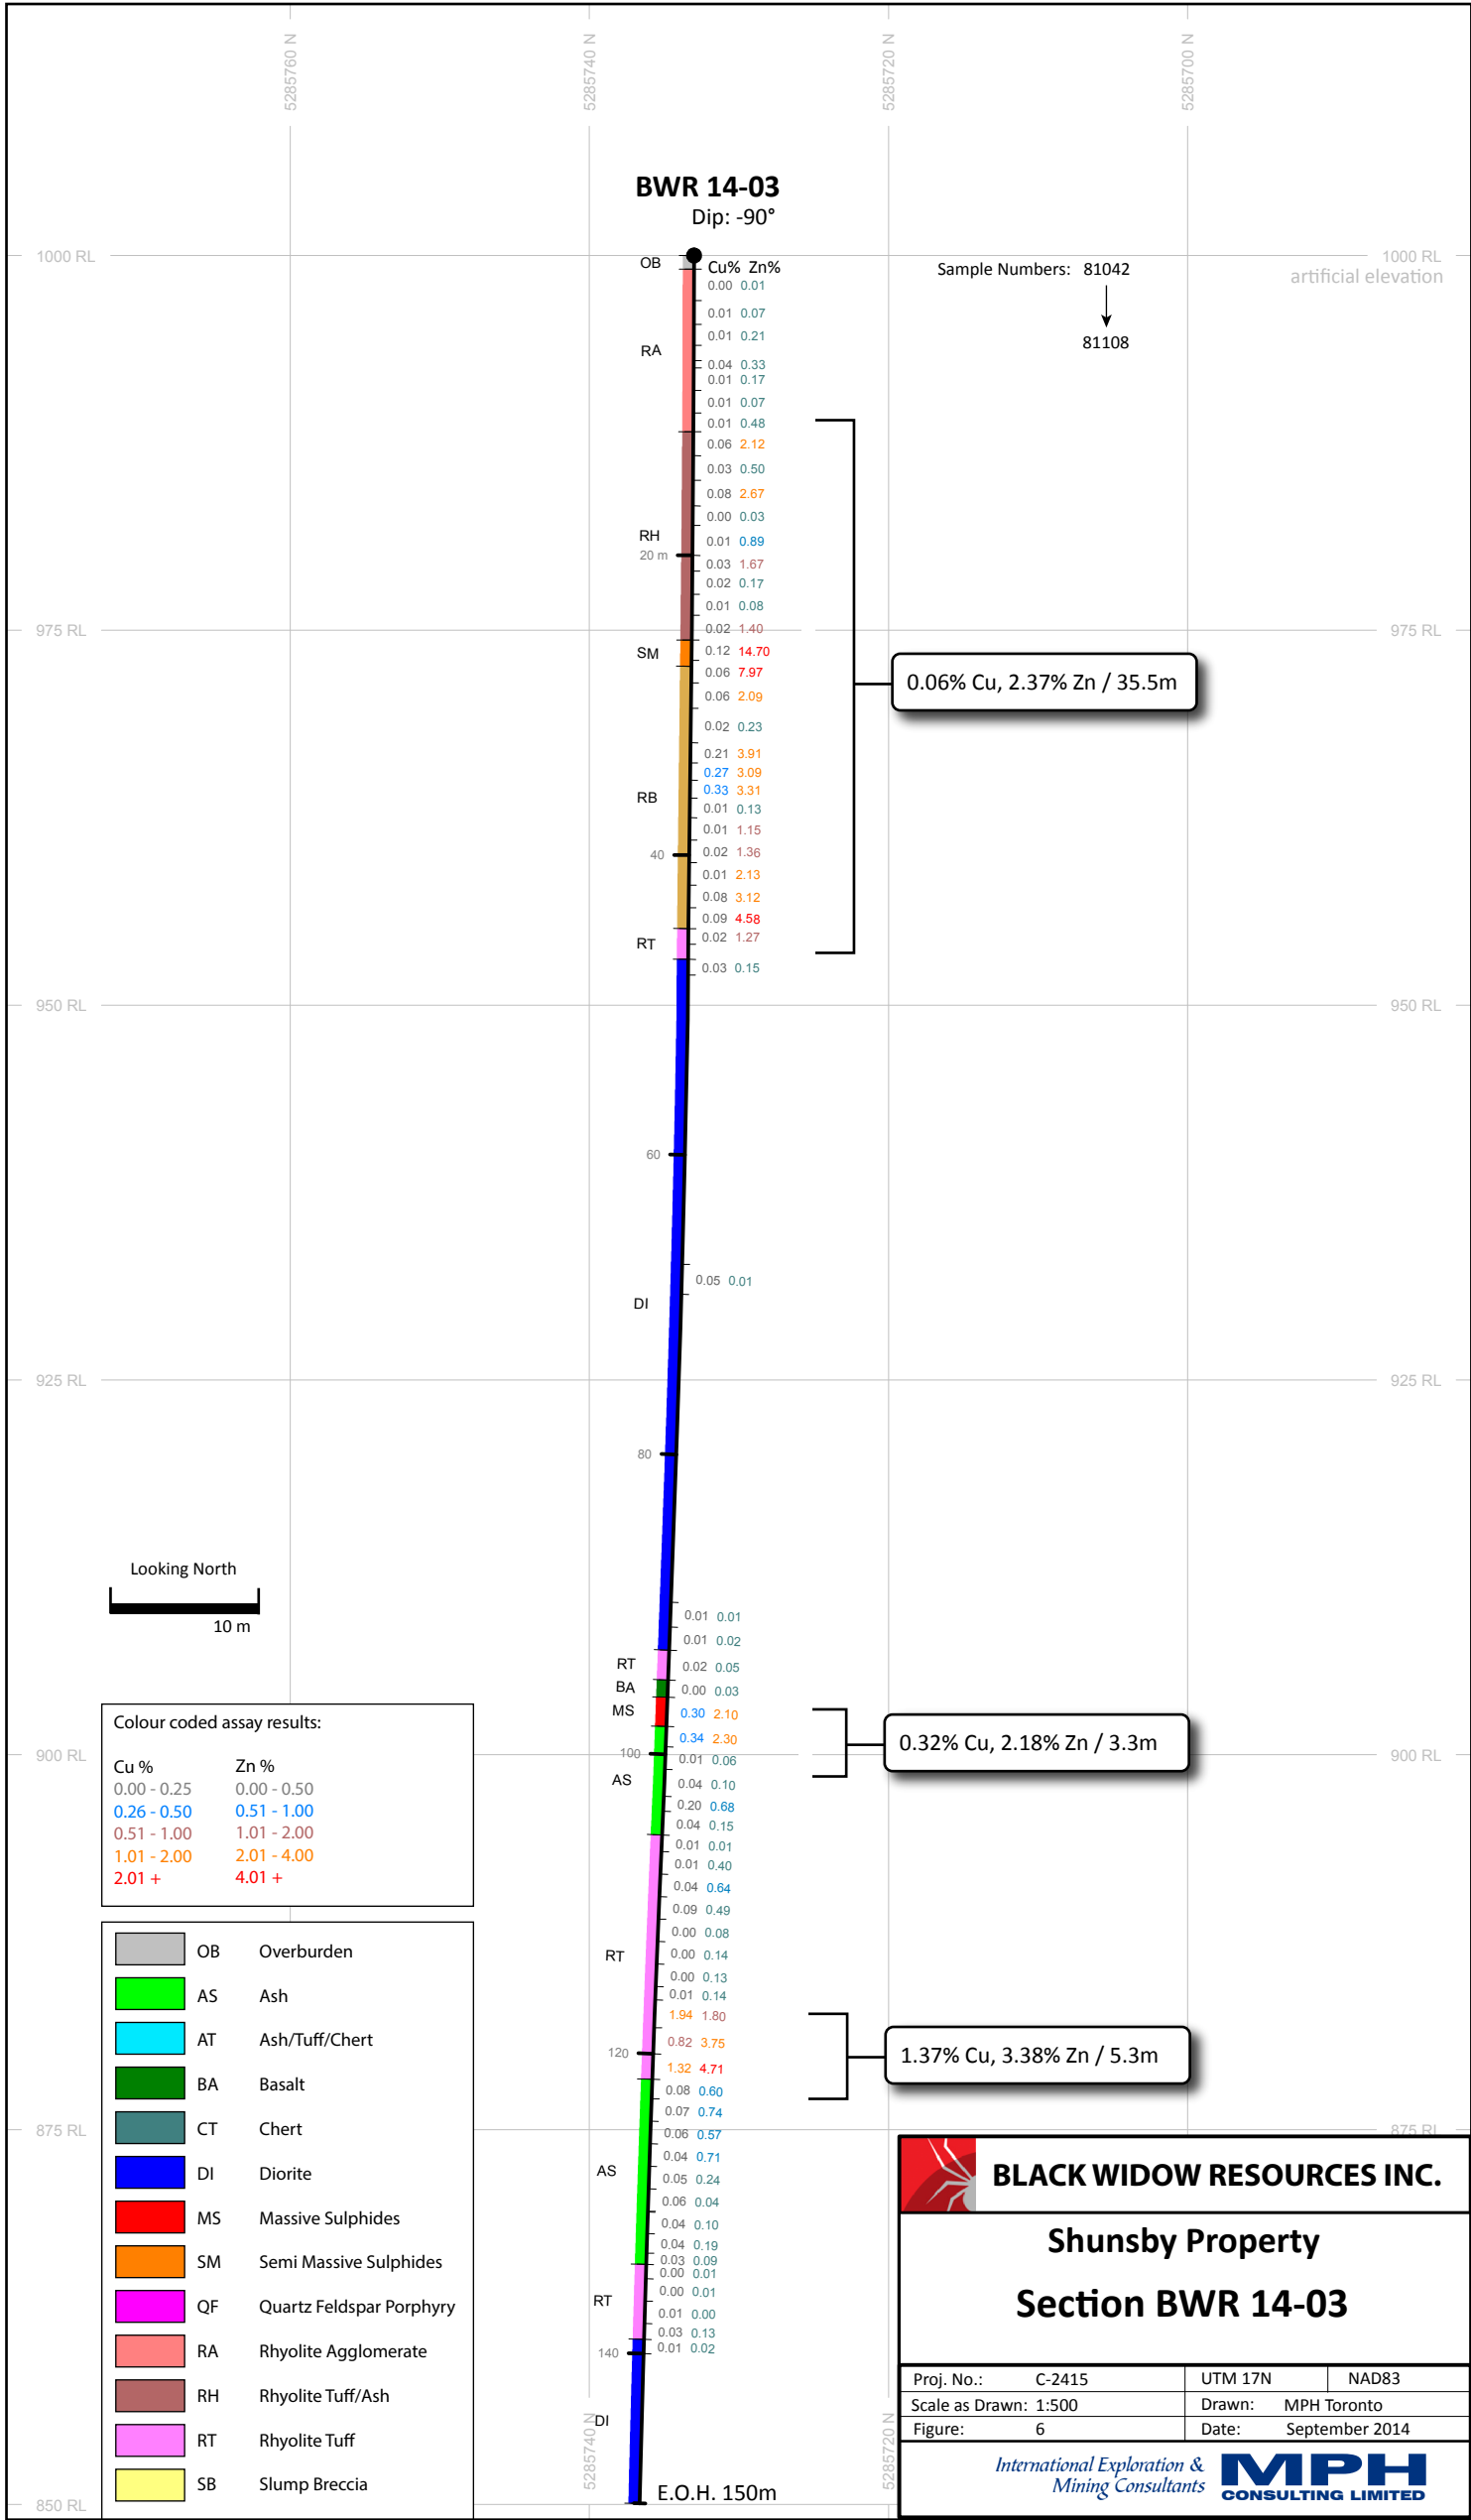 5285760 N
5285740 N
5285720 N
5285700 N
BWR 14-03
Dip: -90°
1000 RL
1000 RL
artificial elevation
OB
Cu% Zn%
Sample Numbers: 81042
81108
0.00 0.01
0.01 0.07
0.01 0.21
RA
0.04 0.33
0.01 0.17
0.01 0.07
0.01 0.48
0.06 2.12
0.03 0.50
0.08 2.67
0.00 0.03
RH
0.01 0.89
20 m
0.03 1.67
0.02 0.17
0.01 0.08
0.02 1.40
975 RL
975 RL
SM
0.12 14.70
0.06 7.97
0.06 2.09
0.06% Cu, 2.37% Zn / 35.5m
0.02 0.23
0.21 3.91
0.27 3.09
0.33 3.31
RB
0.01 0.13
0.01 1.15
40
0.02 1.36
0.01 2.13
0.08 3.12
0.09 4.58
0.02 1.27
RT
0.03 0.15
950 RL
950 RL
60
0.05 0.01
DI
925 RL
925 RL
80
Looking North
10 m
0.01 0.01
0.01 0.02
RT
0.02 0.05
BA
0.00 0.03
MS
0.30 2.10
0.34 2.30
0.32% Cu, 2.18% Zn / 3.3m
100
0.01 0.06
900 RL
AS
0.04 0.10
0.20 0.68
0.04 0.15
0.01 0.01
0.01 0.40
0.04 0.64
0.09 0.49
0.00 0.08
RT
0.00 0.14
0.00 0.13
0.01 0.14
1.94 1.80
0.82 3.75
120
1.32 4.71
1.37% Cu, 3.38% Zn / 5.3m
0.08 0.60
0.07 0.74
0.06 0.57
875 RL
875 RL
0.04 0.71
AS
0.05 0.24
0.06 0.04
0.04 0.10
0.04 0.19
0.03 0.09
0.00 0.01
0.00 0.01
RT
0.01 0.00
0.03 0.13
140
0.01 0.02
DI
5285740 N
5285720 N
E.O.H. 150m
850 RL
Colour coded assay results:
Cu % Zn %
0.00 - 0.25 0.00 - 0.50
0.26 - 0.50 0.51 - 1.00
0.51 - 1.00 1.01 - 2.00
1.01 - 2.00 2.01 - 4.00
2.01 + 4.01 +
OB Overburden
AS Ash
AT Ash/Tuff/Chert
BA Basalt
CT Chert
DI Diorite
MS Massive Sulphides
SM Semi Massive Sulphides
QF Quartz Feldspar Porphyry
RA Rhyolite Agglomerate
RH Rhyolite Tuff/Ash
RT Rhyolite Tuff
SB Slump Breccia
900 RL
BLACK WIDOW RESOURCES INC.
Shunsby Property
Section BWR 14-03
Proj. No.: C-2415 UTM 17N NAD83
Scale as Drawn: 1:500 Drawn: MPH Toronto
Figure: 6 Date: September 2014
International Exploration &
Mining Consultants
MPH
CONSULTING LIMITED